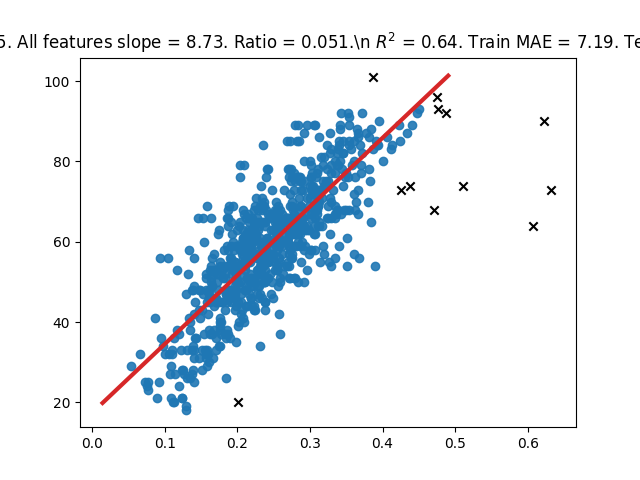 5. All features slope = 8.73. Ratio = 0.051.\n R² = 0.64. Train MAE = 7.19. Te
100
80
60
40
20
0.0 0.1 0.2 0.3 0.4 0.5 0.6